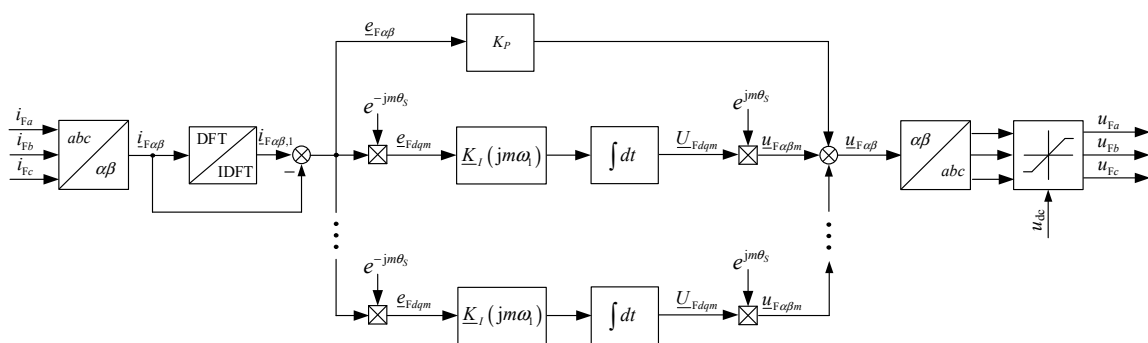 e_Fαβ
K_P
e^{-jmθ_S}
e^{jmθ_S}
i_Fa
i_Fb
i_Fc
abc
αβ
i_Fαβ
DFT
IDFT
i_Fαβ,1
−
e_Fdqm
K_I(jmω_1)
∫dt
U_Fdqm
u_Fαβm
u_Fαβ
αβ
abc
u_Fa
u_Fb
u_Fc
u_dc
e^{-jmθ_S}
e^{jmθ_S}
e_Fdqm
K_I(jmω_1)
∫dt
U_Fdqm
u_Fαβm